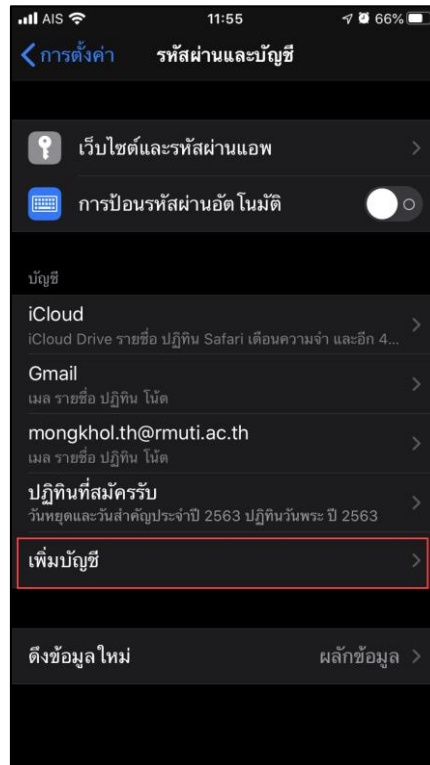 AIS 11:55 66%
การตั้งค่า รหัสผ่านและบัญชี
เว็บไซต์และรหัสผ่านแอพ
การป้อนรหัสผ่านอัตโนมัติ
บัญชี
iCloud
iCloud Drive รายชื่อ ปฏิทิน Safari เตือนความจำ และอีก 4...
Gmail
เมล รายชื่อ ปฏิทิน โน้ต
mongkhol.th@rmuti.ac.th
เมล รายชื่อ ปฏิทิน โน้ต
ปฏิทินที่สมัครรับ
วันหยุดและวันสำคัญประจำปี 2563 ปฏิทินวันพระ ปี 2563
เพิ่มบัญชี
ดึงข้อมูลใหม่ ผลักข้อมูล